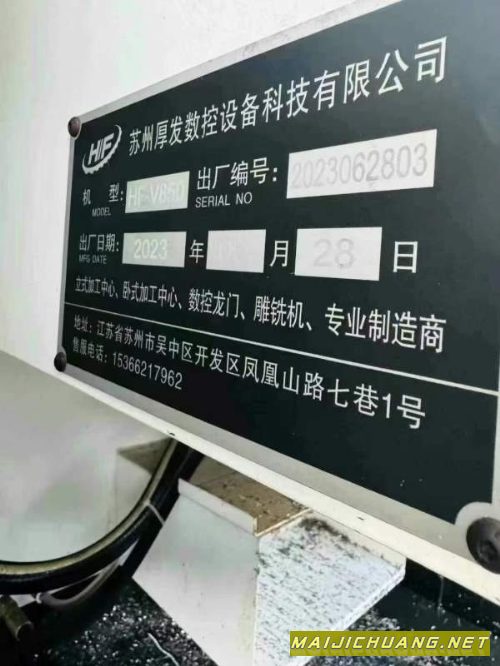 HF 苏州厚发数控设备科技有限公司
机 型: HF-V850 出厂编号: 2023062803
MODEL SERIAL NO
出厂日期: 2023 年 月 28 日
MFG DATE
立式加工中心、卧式加工中心、数控龙门、雕铣机、专业制造商
地址: 江苏省苏州市吴中区开发区凤凰山路七巷1号
售服电话: 15366217962
MAIJICHUANG.NET